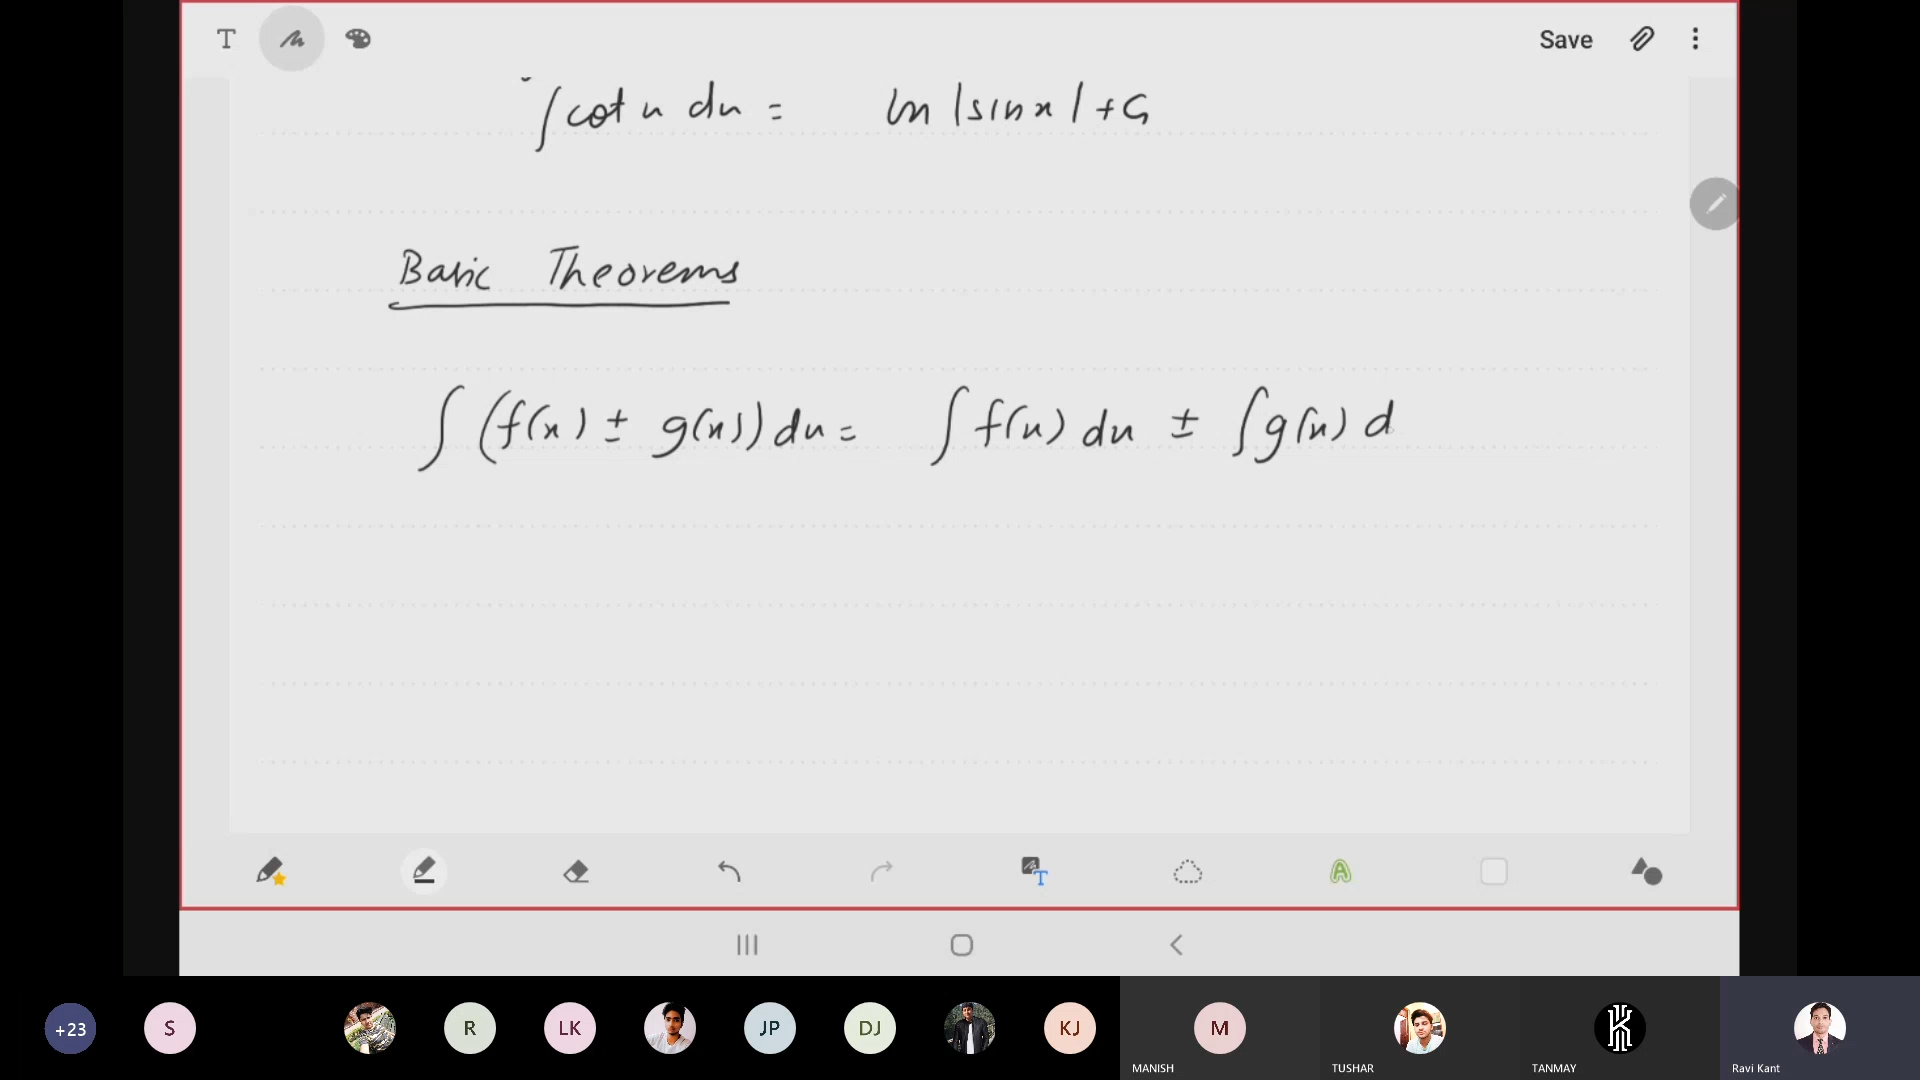 Save
∫ cot x dx = ln |sin x| + C
Basic Theorems
∫ (f(x) ± g(x)) dx = ∫ f(x) dx ± ∫ g(x) d
T
A
+23
S
R
LK
JP
DJ
KJ
M
MANISH
TUSHAR
TANMAY
Ravi Kant